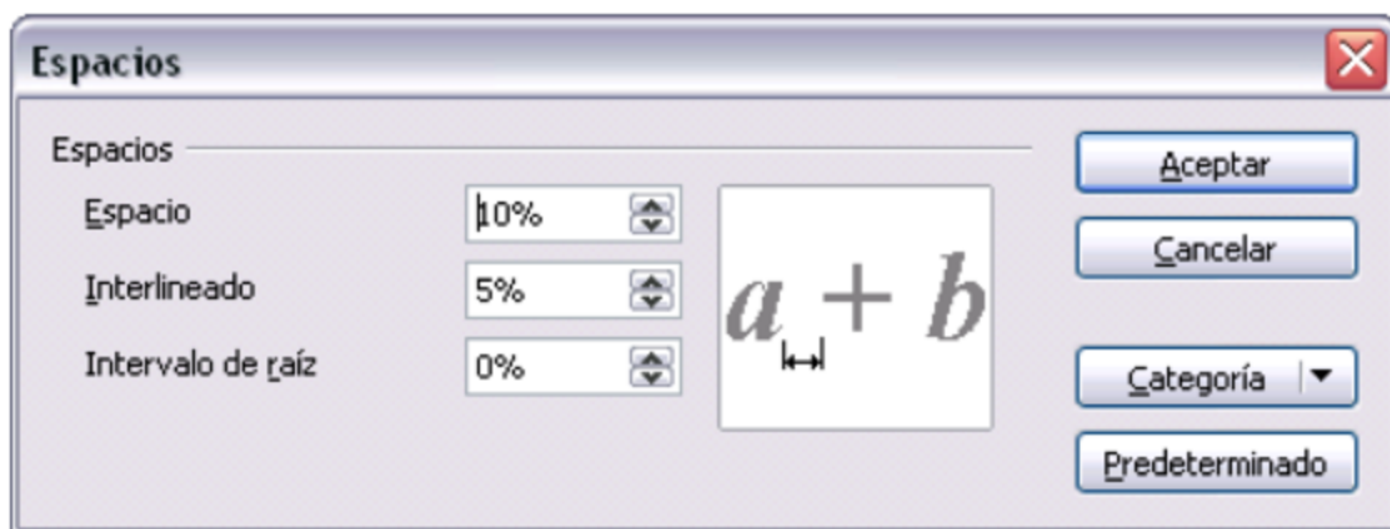 Espacios
Espacios
Espacio 10%
Interlineado 5%
Intervalo de raíz 0%
a + b
Aceptar
Cancelar
Categoría
Predeterminado